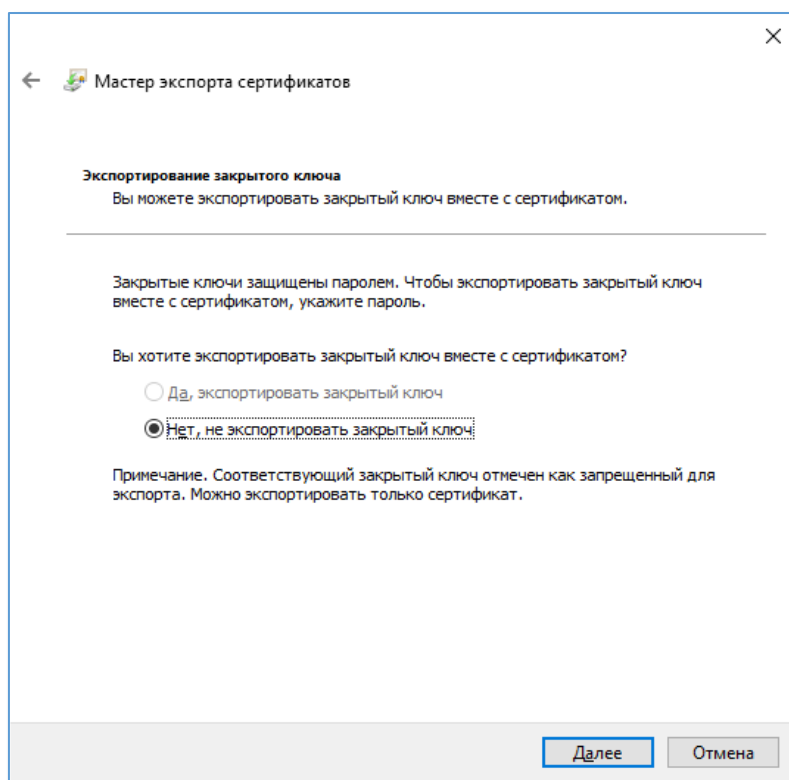 Мастер экспорта сертификатов
Экспортирование закрытого ключа
Вы можете экспортировать закрытый ключ вместе с сертификатом.
Закрытые ключи защищены паролем. Чтобы экспортировать закрытый ключ
вместе с сертификатом, укажите пароль.
Вы хотите экспортировать закрытый ключ вместе с сертификатом?
Да, экспортировать закрытый ключ
Нет, не экспортировать закрытый ключ
Примечание. Соответствующий закрытый ключ отмечен как запрещенный для
экспорта. Можно экспортировать только сертификат.
Далее
Отмена